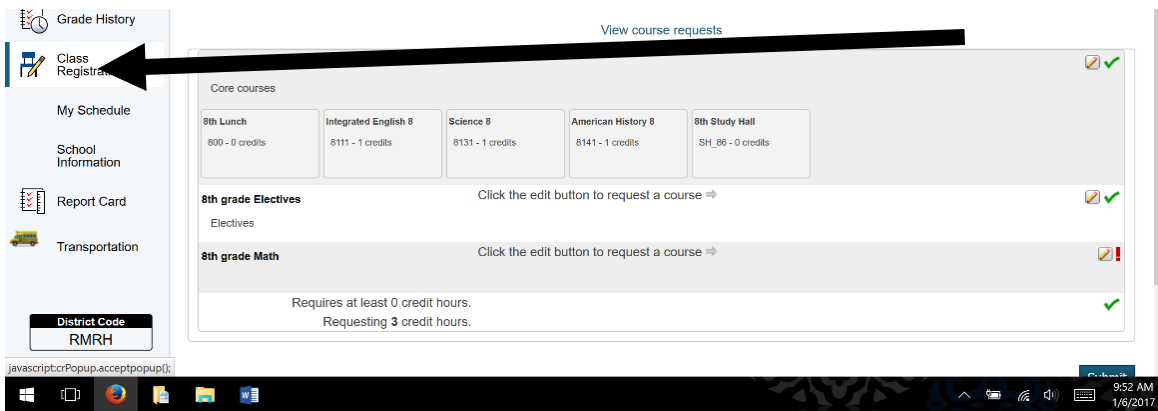 Grade History
Class
My Schedule
School
Information
Report Card
Transportation
District Code
RMRH
javascript:crPopup.acceptpopup();
View course requests
Core courses
8th Lunch
800 - 0 credits
Integrated English 8
8111 - 1 credits
Science 8
8131 - 1 credits
American History 8
8141 - 1 credits
8th Study Hall
SH_86 - 0 credits
8th grade Electives
Click the edit button to request a course
Electives
8th grade Math
Click the edit button to request a course
Requires at least 0 credit hours.
Requesting 3 credit hours.
Submit
9:52 AM
1/6/2017